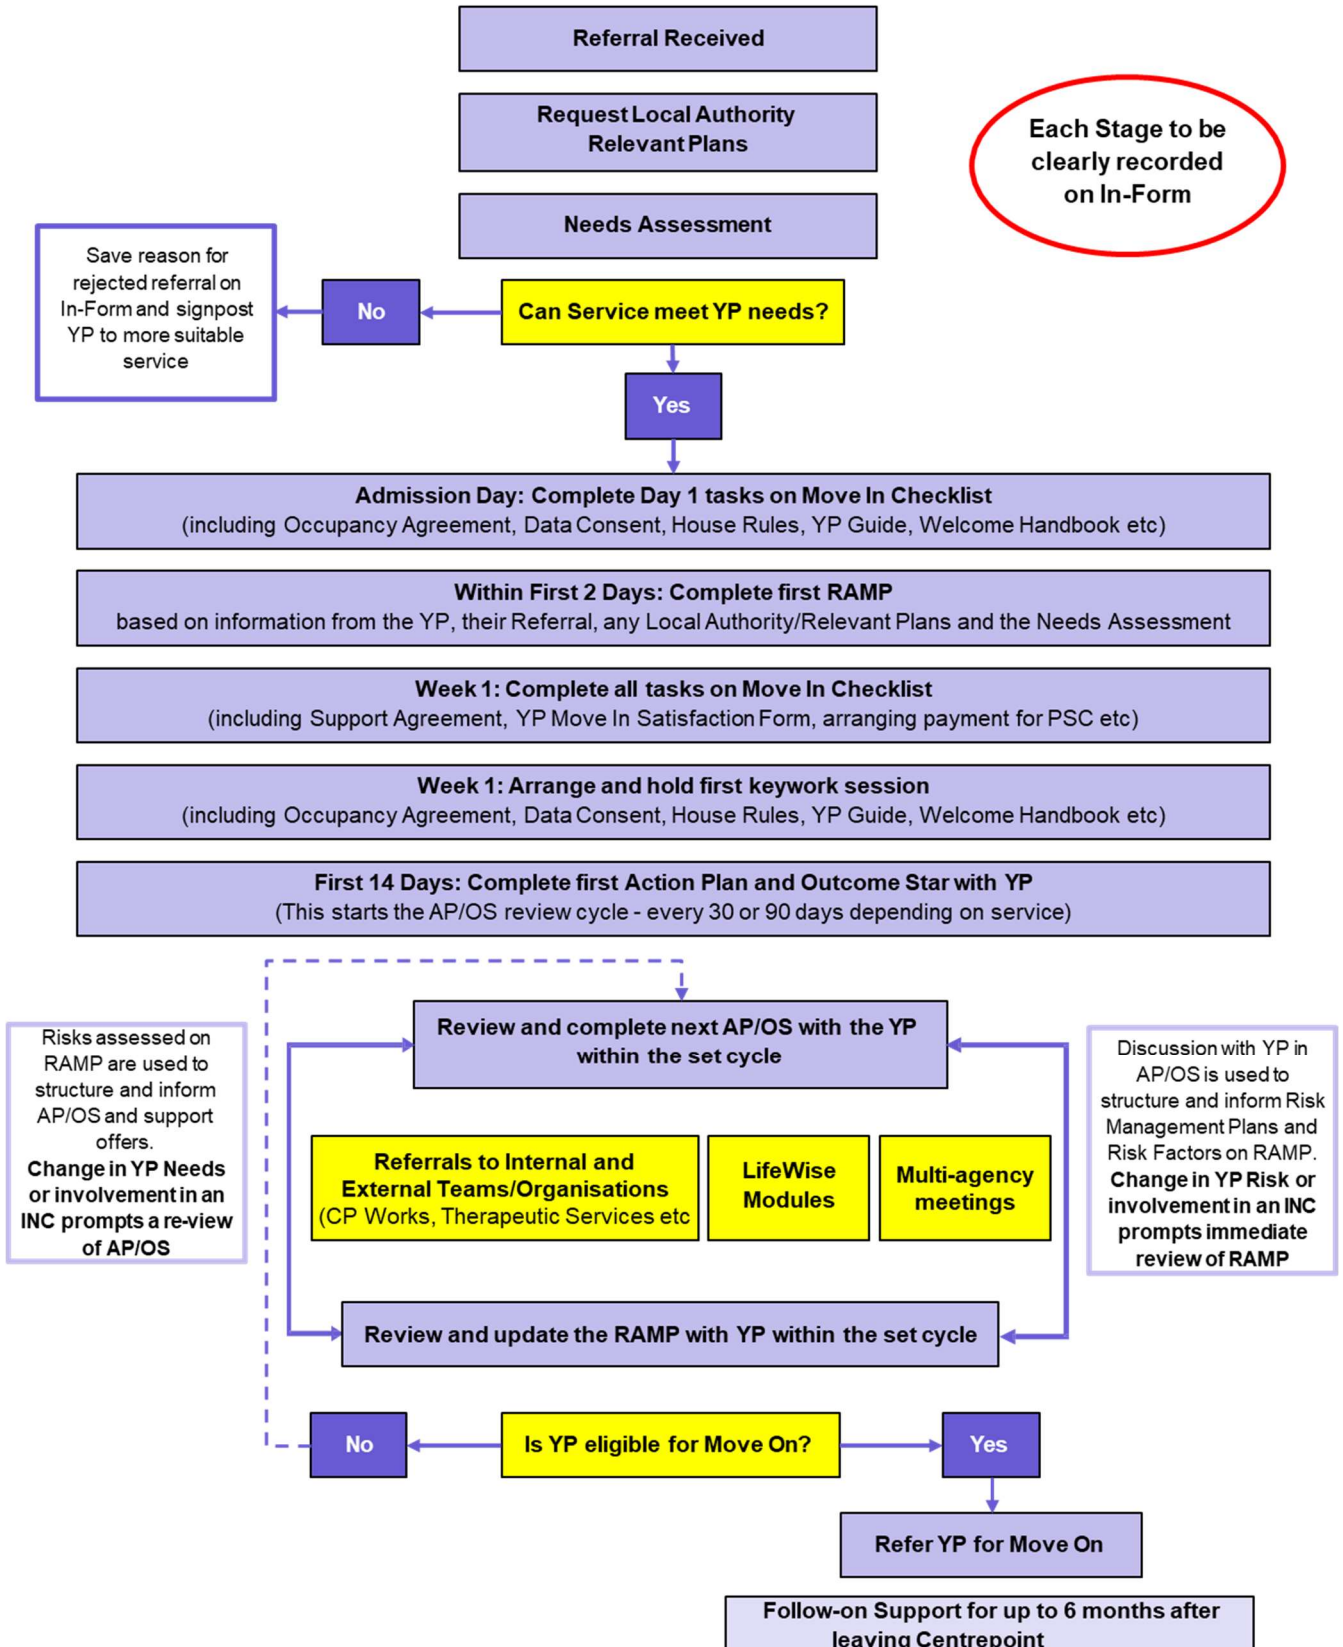 Referral Received
Request Local Authority
Relevant Plans
Each Stage to be
clearly recorded
on In-Form
Needs Assessment
Save reason for
rejected referral on
In-Form and signpost
YP to more suitable
service
No
Can Service meet YP needs?
Yes
Admission Day: Complete Day 1 tasks on Move In Checklist
(including Occupancy Agreement, Data Consent, House Rules, YP Guide, Welcome Handbook etc)
Within First 2 Days: Complete first RAMP
based on information from the YP, their Referral, any Local Authority/Relevant Plans and the Needs Assessment
Week 1: Complete all tasks on Move In Checklist
(including Support Agreement, YP Move In Satisfaction Form, arranging payment for PSC etc)
Week 1: Arrange and hold first keywork session
(including Occupancy Agreement, Data Consent, House Rules, YP Guide, Welcome Handbook etc)
First 14 Days: Complete first Action Plan and Outcome Star with YP
(This starts the AP/OS review cycle - every 30 or 90 days depending on service)
Review and complete next AP/OS with the YP
within the set cycle
Risks assessed on
RAMP are used to
structure and inform
AP/OS and support
offers.
Change in YP Needs
or involvement in an
INC prompts a re-view
of AP/OS
Referrals to Internal and
External Teams/Organisations
(CP Works, Therapeutic Services etc
LifeWise
Modules
Multi-agency
meetings
Discussion with YP in
AP/OS is used to
structure and inform Risk
Management Plans and
Risk Factors on RAMP.
Change in YP Risk or
involvement in an INC
prompts immediate
review of RAMP
Review and update the RAMP with YP within the set cycle
No
Is YP eligible for Move On?
Yes
Refer YP for Move On
Follow-on Support for up to 6 months after
leaving Centrepoint